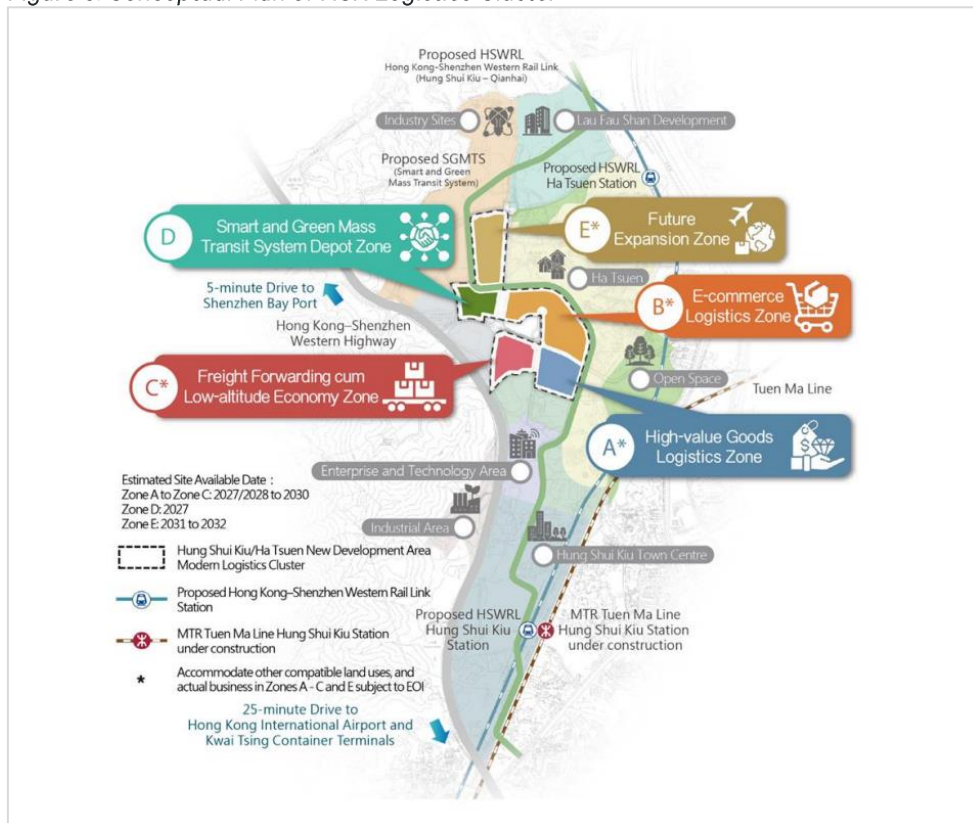 Proposed HSWRL
Hong Kong-Shenzhen Western Rail Link
(Hung Shui Kiu – Qianhai)
Industry Sites
Lau Fau Shan Development
Proposed SGMTS
(Smart and Green
Mass Transit System)
Proposed HSWRL
Ha Tsuen Station
D
Smart and Green Mass
Transit System Depot Zone
E*
Future
Expansion Zone
5-minute Drive to
Shenzhen Bay Port
Ha Tsuen
Hong Kong–Shenzhen
Western Highway
B*
E-commerce
Logistics Zone
C*
Freight Forwarding cum
Low-altitude Economy Zone
Open Space
Tuen Ma Line
A*
High-value Goods
Logistics Zone
Enterprise and Technology Area
Estimated Site Available Date :
Zone A to Zone C: 2027/2028 to 2030
Zone D: 2027
Zone E: 2031 to 2032
Industrial Area
Hung Shui Kiu Town Centre
Hung Shui Kiu/Ha Tsuen New Development Area
Modern Logistics Cluster
Proposed Hong Kong–Shenzhen Western Rail Link
Station
MTR Tuen Ma Line Hung Shui Kiu Station
under construction
Proposed HSWRL
Hung Shui Kiu
Station
MTR Tuen Ma Line
Hung Shui Kiu Station
under construction
* Accommodate other compatible land uses, and
actual business in Zones A - C and E subject to EOI
25-minute Drive to
Hong Kong International Airport and
Kwai Tsing Container Terminals